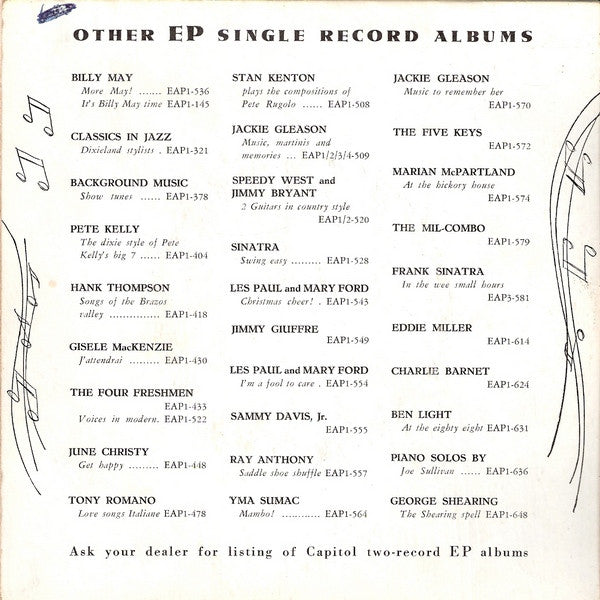 OTHER EP SINGLE RECORD ALBUMS
BILLY MAY
More May! ....... EAP1-536
It's Billy May time EAP1-145
CLASSICS IN JAZZ
Dixieland stylists . EAP1-321
BACKGROUND MUSIC
Show tunes ...... EAP1-378
PETE KELLY
The dixie style of Pete
Kelly's big 7 ...... EAP1-404
HANK THOMPSON
Songs of the Brazos
valley ............... EAP1-418
GISELE MacKENZIE
J'attendrai ......... EAP1-430
THE FOUR FRESHMEN
EAP1-433
Voices in modern. EAP1-522
JUNE CHRISTY
Get happy ......... EAP1-448
TONY ROMANO
Love songs Italiane EAP1-478
STAN KENTON
plays the compositions of
Pete Rugolo ...... EAP1-508
JACKIE GLEASON
Music, martinis and
memories ... EAP1/2/3/4-509
SPEEDY WEST and
JIMMY BRYANT
2 Guitars in country style
EAP1/2-520
SINATRA
Swing easy ......... EAP1-528
LES PAUL and MARY FORD
Christmas cheer! . EAP1-543
JIMMY GIUFFRE
EAP1-549
LES PAUL and MARY FORD
I'm a fool to care . EAP1-554
SAMMY DAVIS, Jr.
EAP1-555
RAY ANTHONY
Saddle shoe shuffle EAP1-557
YMA SUMAC
Mambo! ............ EAP1-564
JACKIE GLEASON
Music to remember her
EAP1-570
THE FIVE KEYS
EAP1-572
MARIAN McPARTLAND
At the hickory house
EAP1-574
THE MIL-COMBO
EAP1-579
FRANK SINATRA
In the wee small hours
EAP3-581
EDDIE MILLER
EAP1-614
CHARLIE BARNET
EAP1-624
BEN LIGHT
At the eighty eight EAP1-631
PIANO SOLOS BY
Joe Sullivan ...... EAP1-636
GEORGE SHEARING
The Shearing spell EAP1-648
Ask your dealer for listing of Capitol two-record EP albums